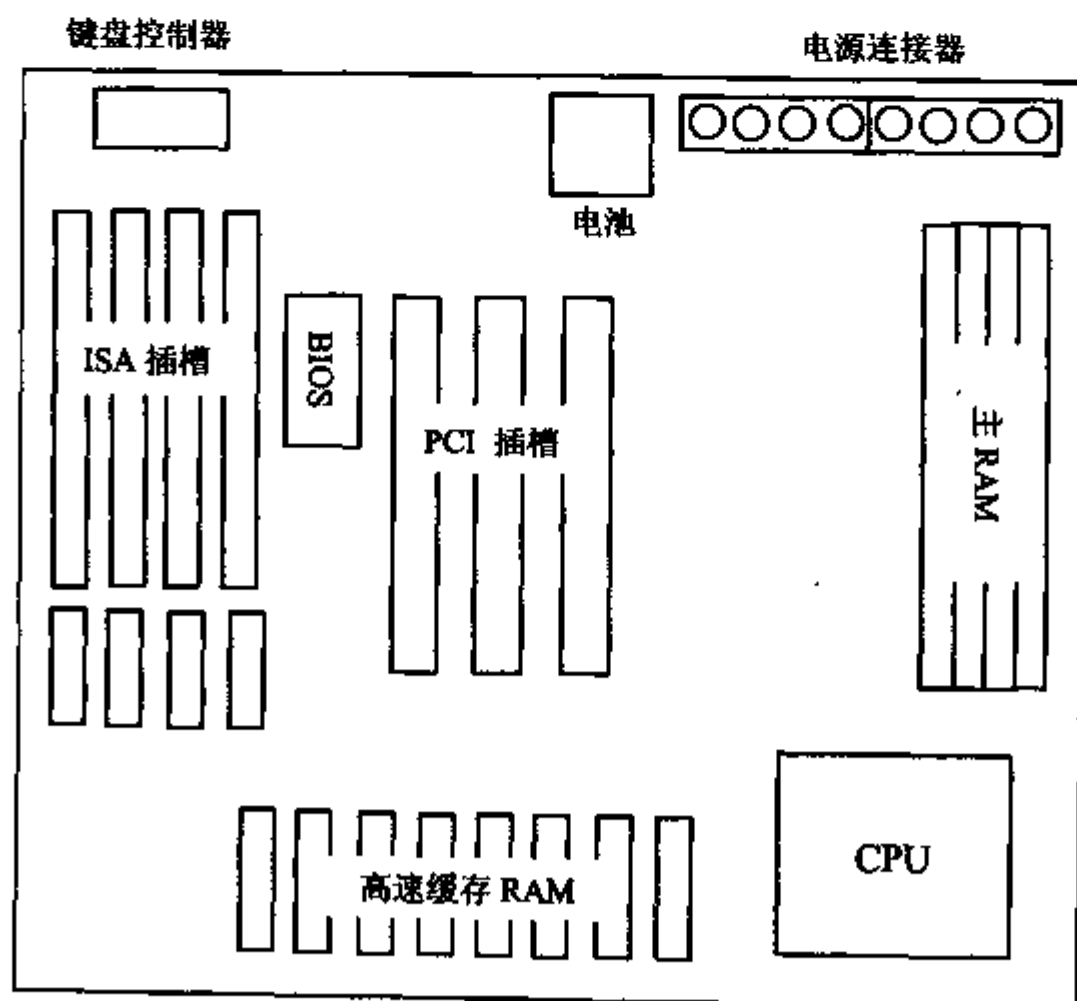 键盘控制器
电源连接器
电池
ISA 插槽
BIOS
PCI 插槽
主 RAM
CPU
高速缓存 RAM